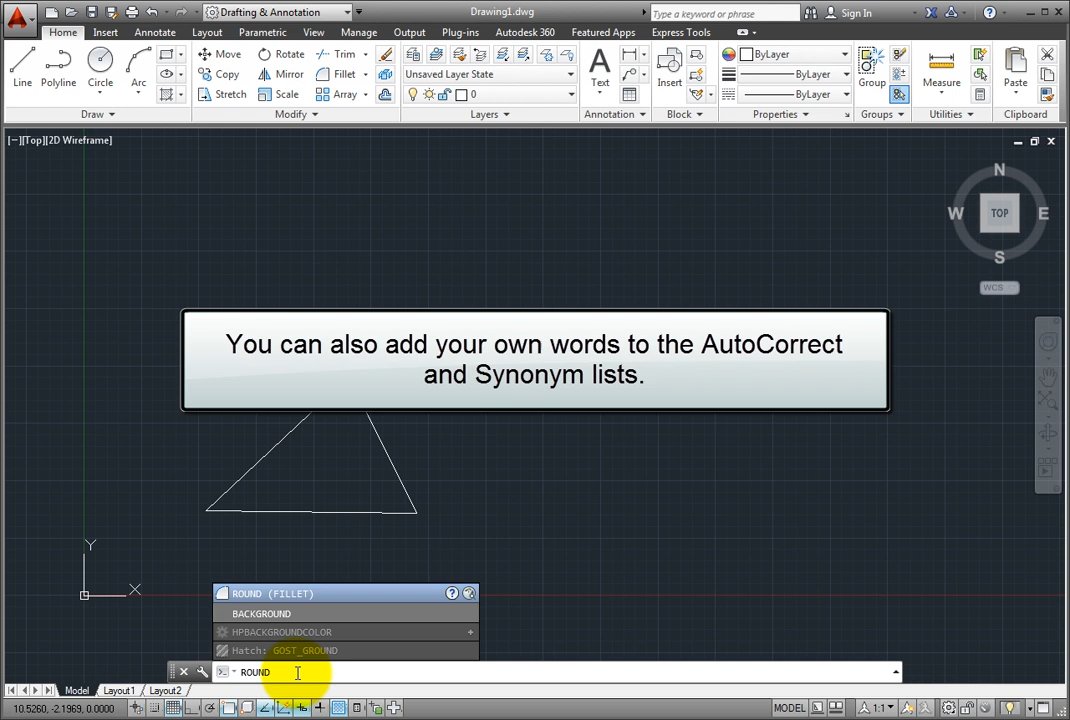 Drafting & Annotation
Drawing1.dwg
Type a keyword or phrase
Sign In
Home Insert Annotate Layout Parametric View Manage Output Plug-ins Autodesk 360 Featured Apps Express Tools
Line Polyline Circle Arc
Move Rotate Trim
Copy Mirror Fillet
Stretch Scale Array
Unsaved Layer State
0
Text
Insert
ByLayer
ByLayer
ByLayer
Group
Measure
Paste
Draw Modify Layers Annotation Block Properties Groups Utilities Clipboard
[−][Top][2D Wireframe]
N
W TOP E
S
WCS
You can also add your own words to the AutoCorrect
and Synonym lists.
Y
X
ROUND (FILLET)
BACKGROUND
HPBACKGROUNDCOLOR
Hatch: GOST_GROUND
ROUND
Model Layout1 Layout2
10.5260, -2.1969, 0.0000
MODEL
1:1